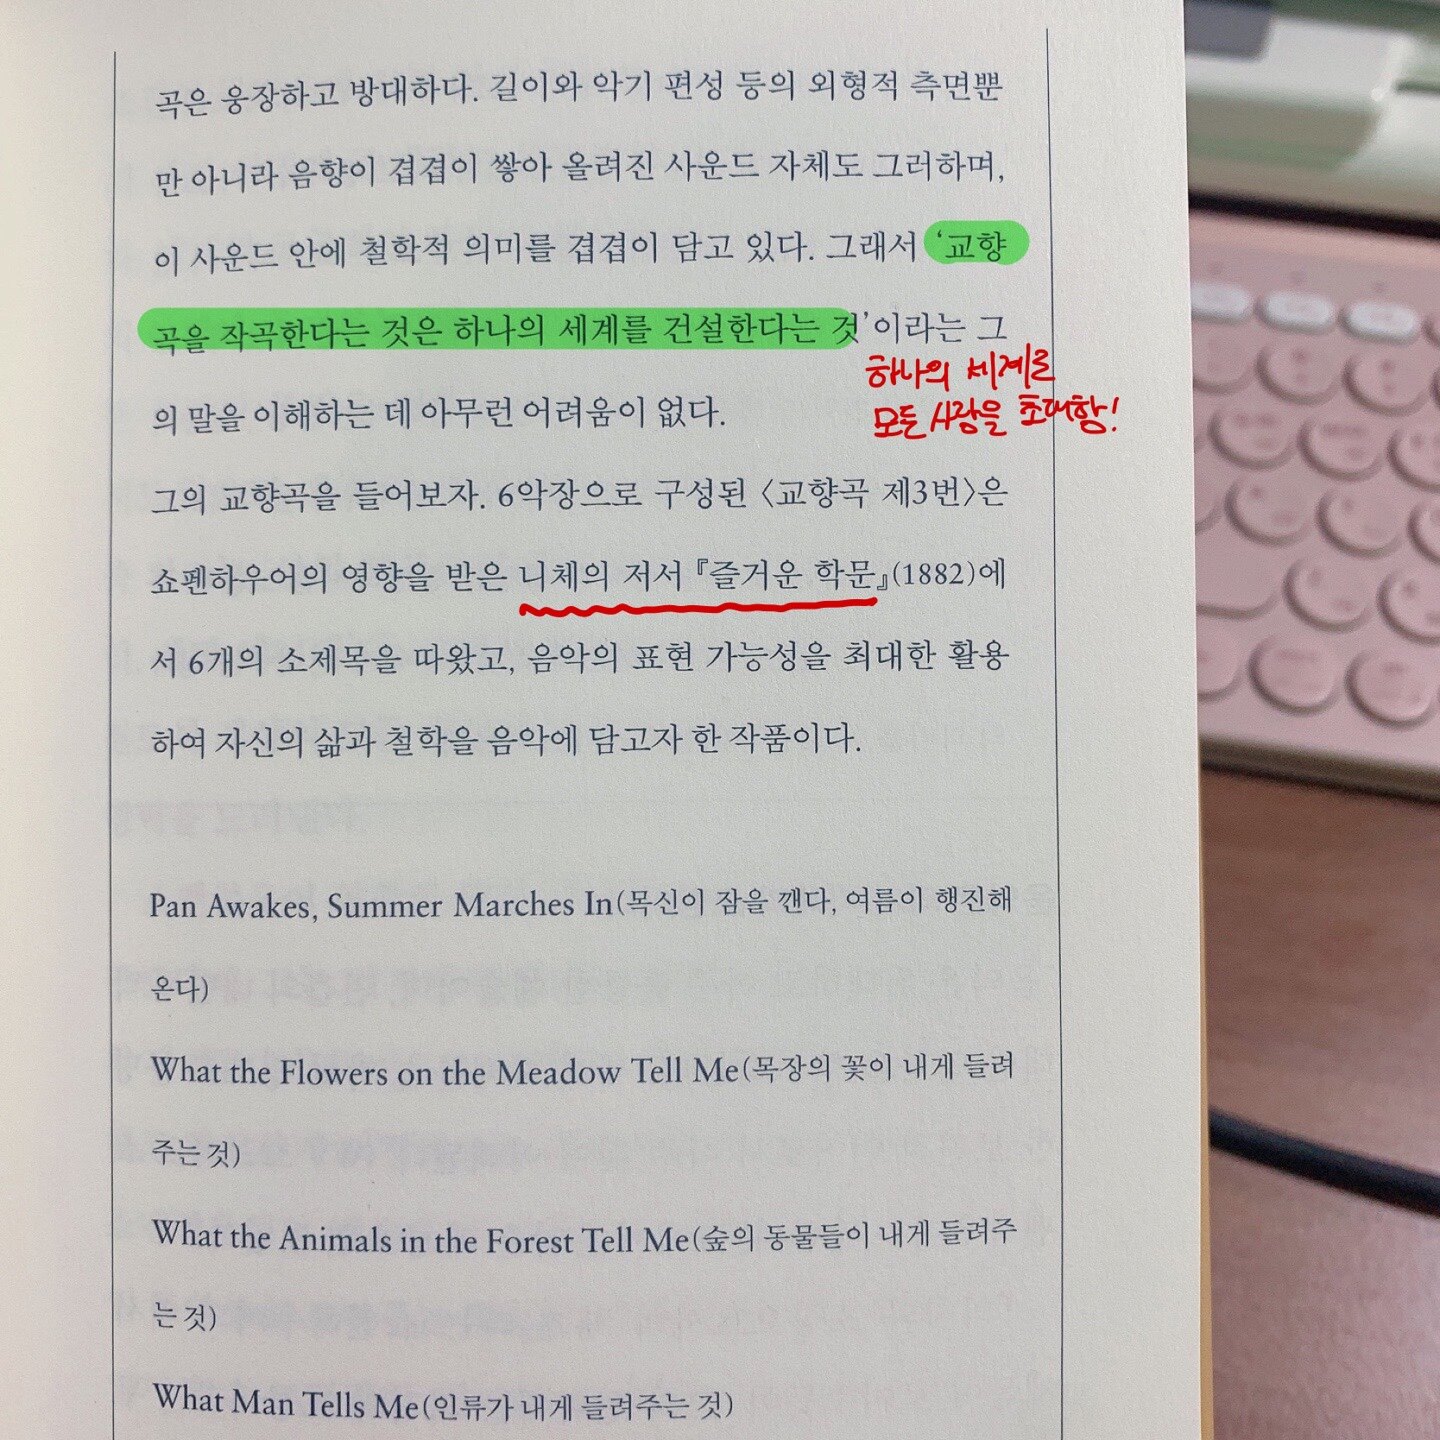 곡은 웅장하고 방대하다. 길이와 악기 편성 등의 외형적 측면뿐
만 아니라 음향이 겹겹이 쌓아 올려진 사운드 자체도 그러하며,
이 사운드 안에 철학적 의미를 겹겹이 담고 있다. 그래서 ‘교향
곡을 작곡한다는 것은 하나의 세계를 건설한다는 것’이라는 그
하나의 세계로
의 말을 이해하는 데 아무런 어려움이 없다.
모든 사람을 초대함!
그의 교향곡을 들어보자. 6악장으로 구성된 〈교향곡 제3번〉은
쇼펜하우어의 영향을 받은 니체의 저서 『즐거운 학문』(1882)에
서 6개의 소제목을 따왔고, 음악의 표현 가능성을 최대한 활용
하여 자신의 삶과 철학을 음악에 담고자 한 작품이다.
Pan Awakes, Summer Marches In(목신이 잠을 깬다, 여름이 행진해
온다)
What the Flowers on the Meadow Tell Me(목장의 꽃이 내게 들려
주는 것)
What the Animals in the Forest Tell Me(숲의 동물들이 내게 들려주
는 것)
What Man Tells Me(인류가 내게 들려주는 것)